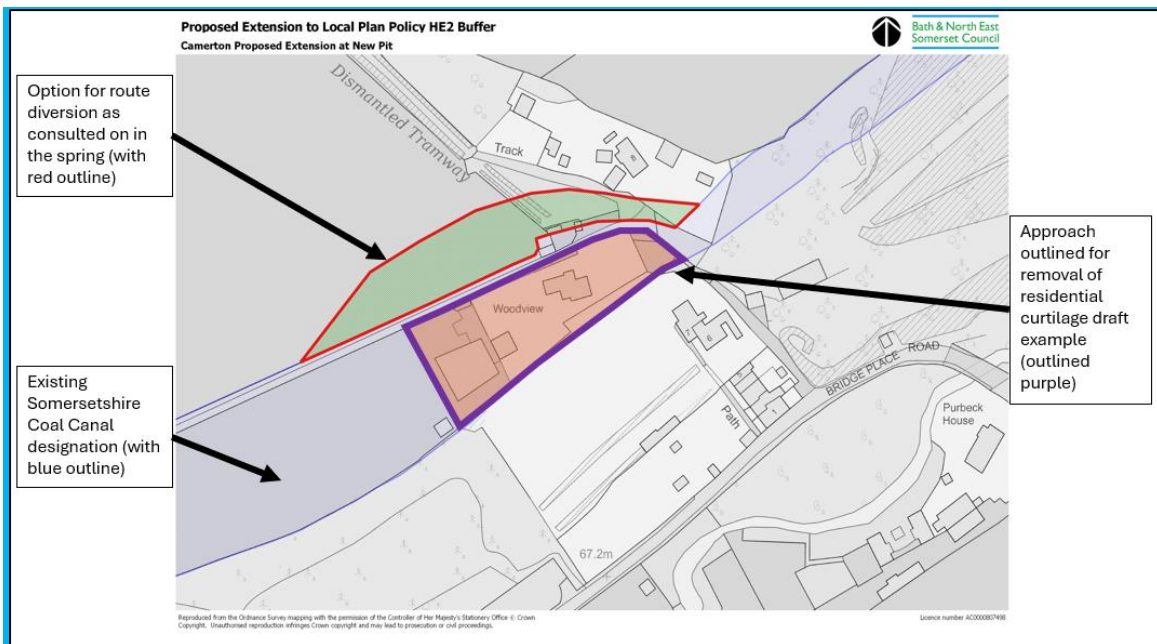 Proposed Extension to Local Plan Policy HE2 Buffer
Camerton Proposed Extension at New Pit
Bath & North East
Somerset Council
Option for route
diversion as
consulted on in
the spring (with
red outline)
Dismantled Tramway
Track
8
Woodview
Approach
outlined for
removal of
residential
curtilage draft
example
(outlined
purple)
Existing
Somersetshire
Coal Canal
designation (with
blue outline)
7
6
5
1
Path
BRIDGE PLACE ROAD
Purbeck
House
67.2m
Reproduced from the Ordnance Survey mapping with the permission of the Controller of Her Majesty's Stationery Office © Crown
Copyright. Unauthorised reproduction infringes Crown copyright and may lead to prosecution or civil proceedings.
Licence number AC0000807498